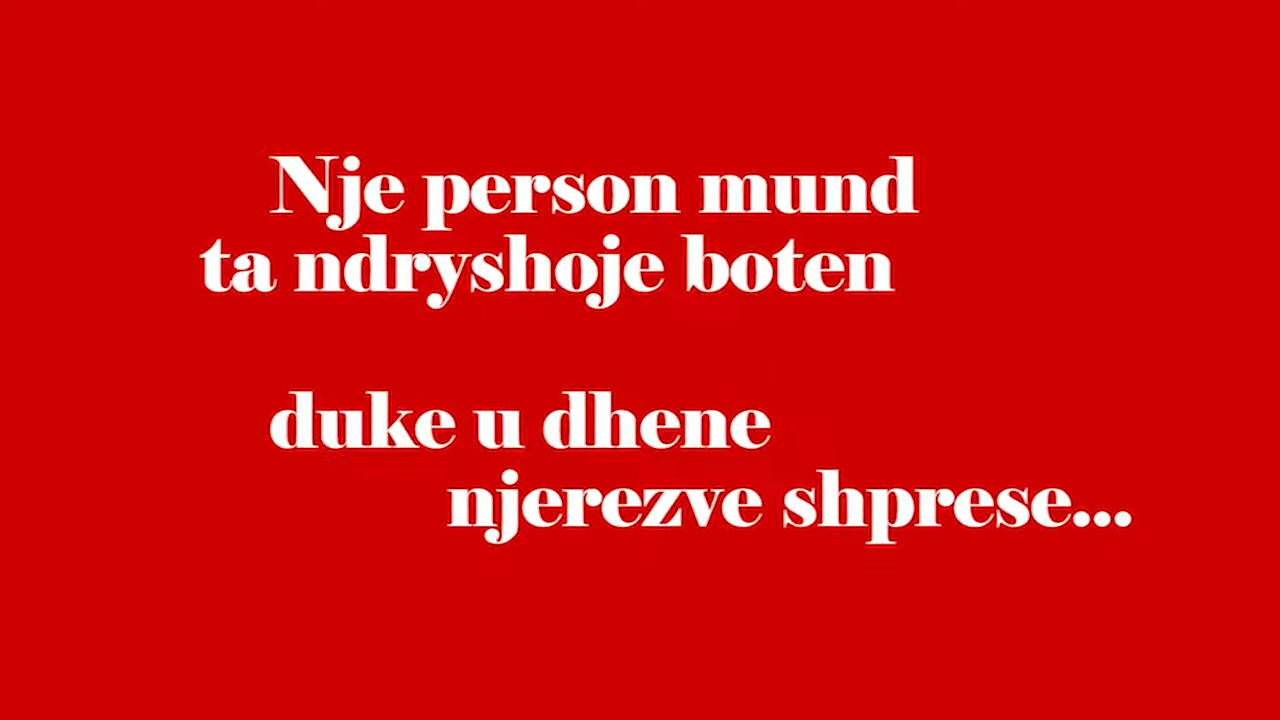 Nje person mund
ta ndryshoje boten
duke u dhene
njerezve shprese...